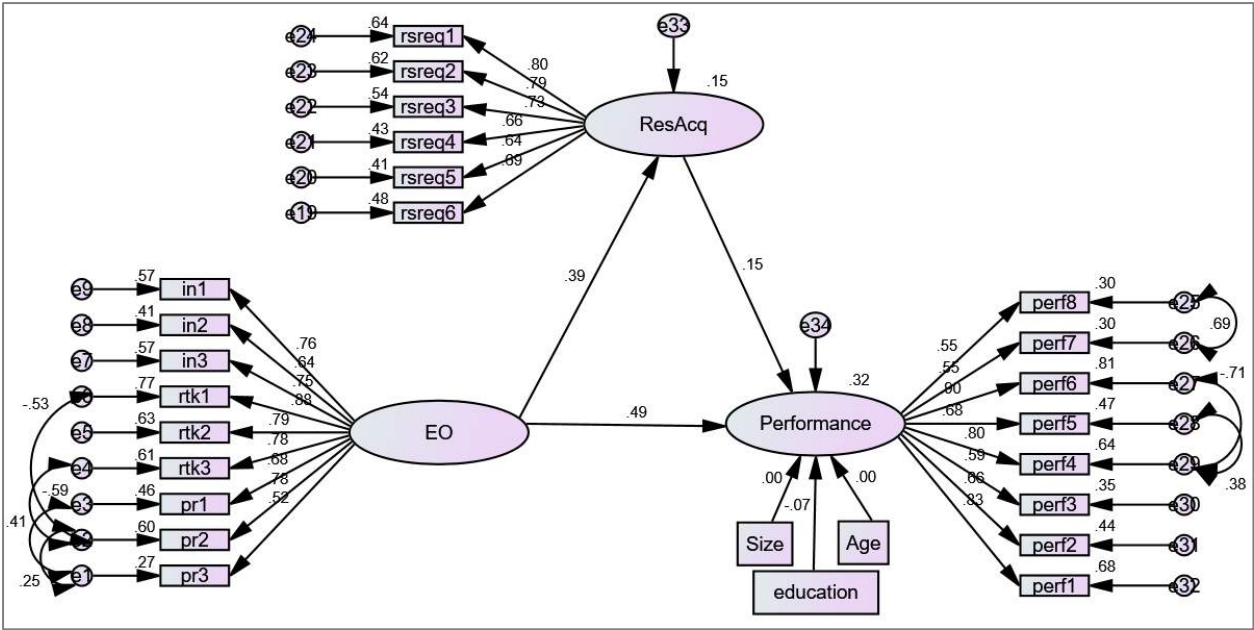 e24 .64 rsreq1
e23 .62 rsreq2
e22 .54 rsreq3
e21 .43 rsreq4
e20 .41 rsreq5
e19 .48 rsreq6
.80
.79
.73
.66
.64
.69
e33
.15
ResAcq
.39
.15
e9 .57 in1
e8 .41 in2
e7 .57 in3
.77 rtk1
e5 .63 rtk2
e4 .61 rtk3
e3 .46 pr1
.60 pr2
e1 .27 pr3
-.53
-.59
.41
.25
.76
.64
.75
.88
.79
.78
.68
.78
.52
EO
.49
e34
.32
Performance
.00
-.07
.00
Size
Age
education
.55
.55
.90
.68
.80
.59
.66
.83
perf8 .30 e25
perf7 .30 e26
perf6 .81 e27
perf5 .47 e28
perf4 .64 e29
perf3 .35 e30
perf2 .44 e31
perf1 .68 e32
.69
-.71
.38